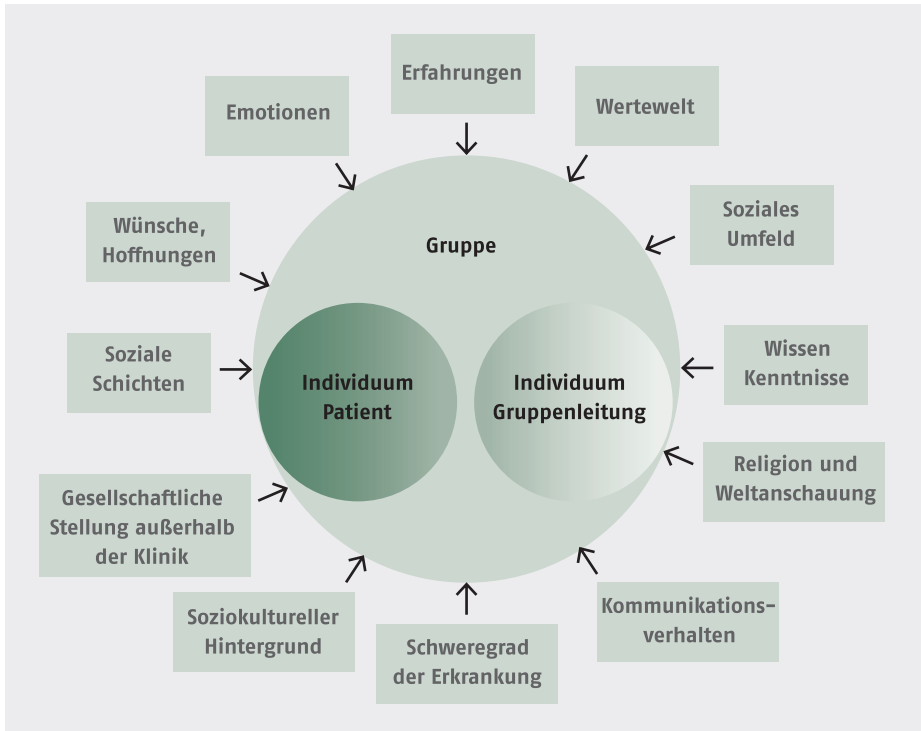 Erfahrungen
Emotionen
Wertewelt
Wünsche,
Hoffnungen
Soziales
Umfeld
Gruppe
Soziale
Schichten
Individuum
Patient
Individuum
Gruppenleitung
Wissen
Kenntnisse
Gesellschaftliche
Stellung außerhalb
der Klinik
Religion und
Weltanschauung
Soziokultureller
Hintergrund
Schweregrad
der Erkrankung
Kommunikations-
verhalten